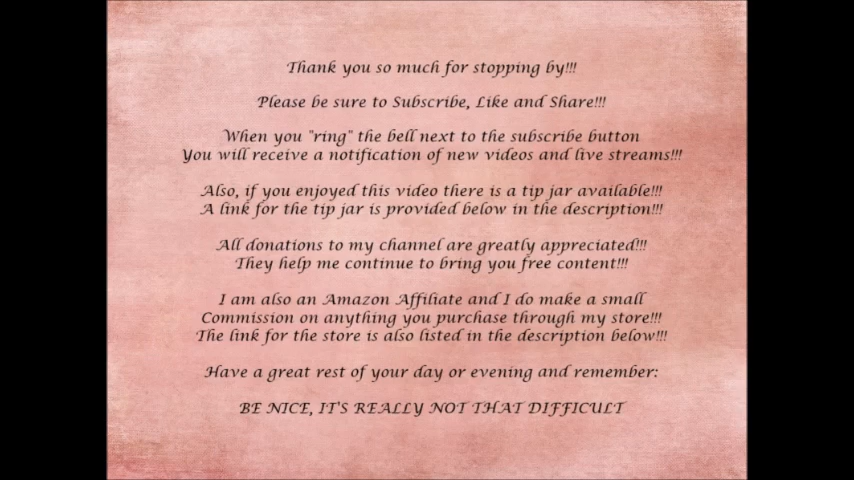 Thank you so much for stopping by!!!
Please be sure to Subscribe, Like and Share!!!
When you "ring" the bell next to the subscribe button
You will receive a notification of new videos and live streams!!!
Also, if you enjoyed this video there is a tip jar available!!!
A link for the tip jar is provided below in the description!!!
All donations to my channel are greatly appreciated!!!
They help me continue to bring you free content!!!
I am also an Amazon Affiliate and I do make a small
Commission on anything you purchase through my store!!!
The link for the store is also listed in the description below!!!
Have a great rest of your day or evening and remember:
BE NICE, IT'S REALLY NOT THAT DIFFICULT